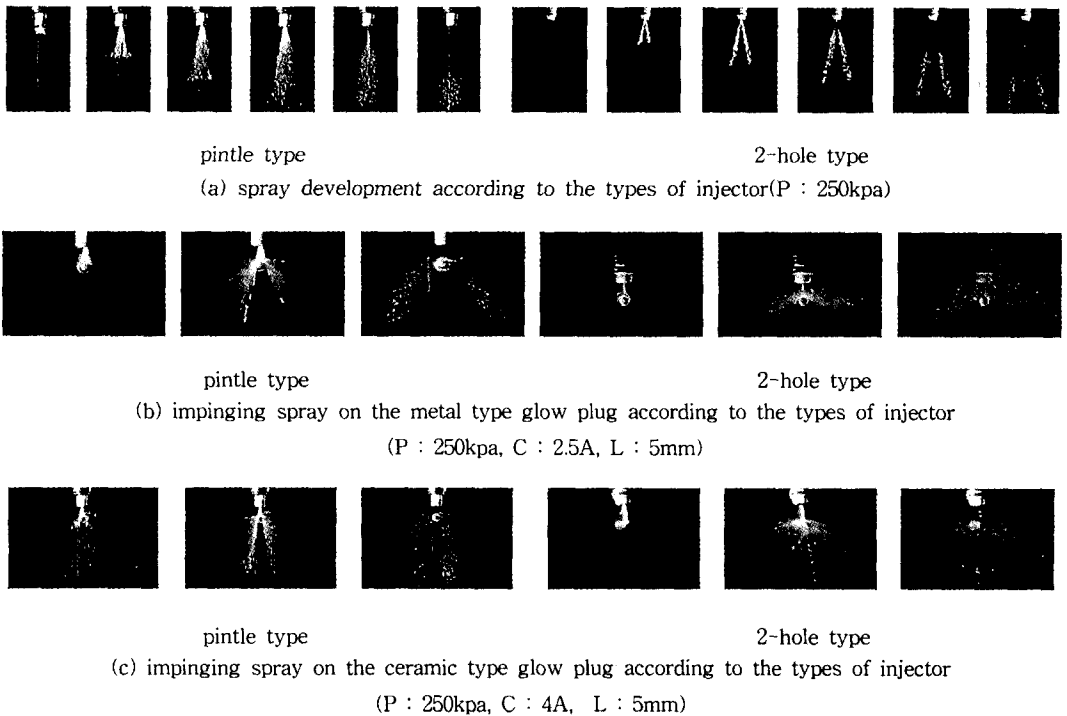 pintle type 2-hole type
(a) spray development according to the types of injector(P : 250kpa)
pintle type 2-hole type
(b) impinging spray on the metal type glow plug according to the types of injector
(P : 250kpa, C : 2.5A, L : 5mm)
pintle type 2-hole type
(c) impinging spray on the ceramic type glow plug according to the types of injector
(P : 250kpa, C : 4A, L : 5mm)